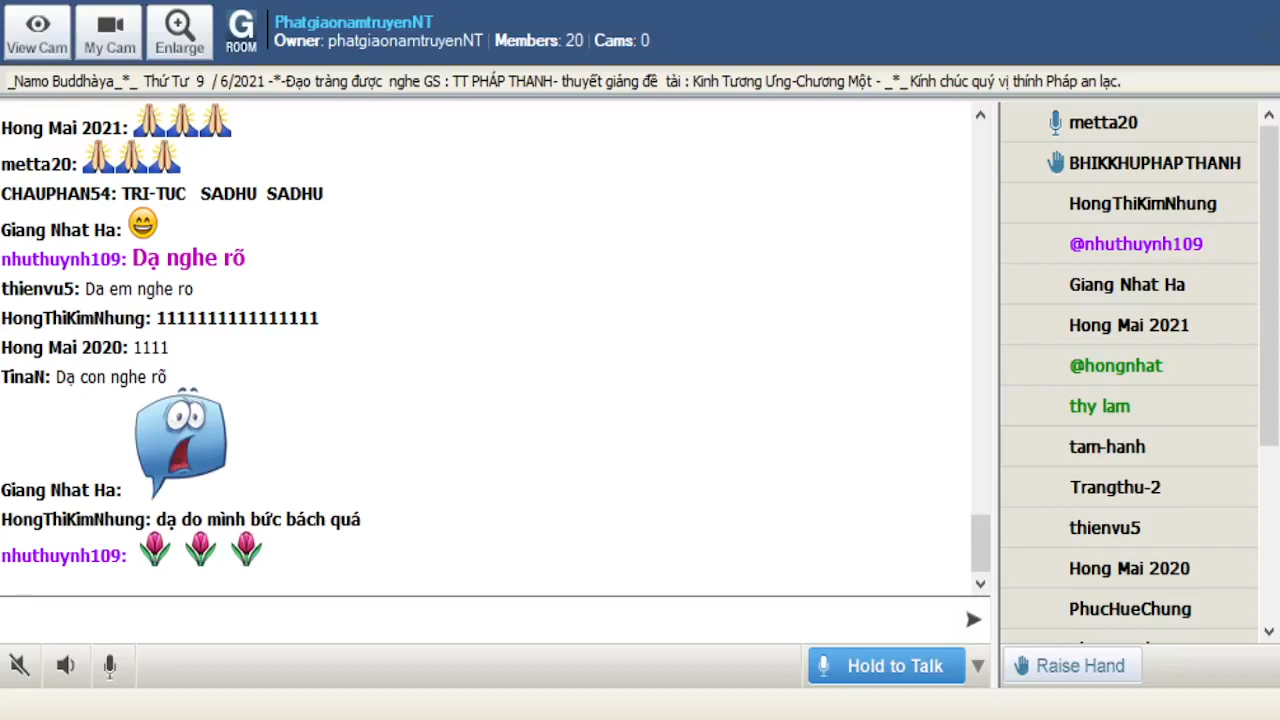 View Cam
My Cam
Enlarge
G
ROOM
PhatgiaonamtruyenNT
Owner: phatgiaonamtruyenNT | Members: 20 | Cams: 0
_Namo Buddhàya_*_ Thứ Tư 9 / 6/2021 -*-Đạo tràng được nghe GS : TT PHÁP THANH- thuyết giảng đề tài : Kinh Tương Ưng-Chương Một - _*_ Kính chúc quý vị thính Pháp an lạc.
Hong Mai 2021:
metta20:
CHAUPHAN54: TRI-TUC SADHU SADHU
Giang Nhat Ha:
nhuthuynh109: Dạ nghe rõ
thienvu5: Da em nghe ro
HongThiKimNhung: 1111111111111111
Hong Mai 2020: 1111
TinaN: Dạ con nghe rõ
Giang Nhat Ha:
HongThiKimNhung: dạ do mình bức bách quá
nhuthuynh109:
Hold to Talk
metta20
BHIKKHUPHAPTHANH
HongThiKimNhung
@nhuthuynh109
Giang Nhat Ha
Hong Mai 2021
@hongnhat
thy lam
tam-hanh
Trangthu-2
thienvu5
Hong Mai 2020
PhucHueChung
Raise Hand